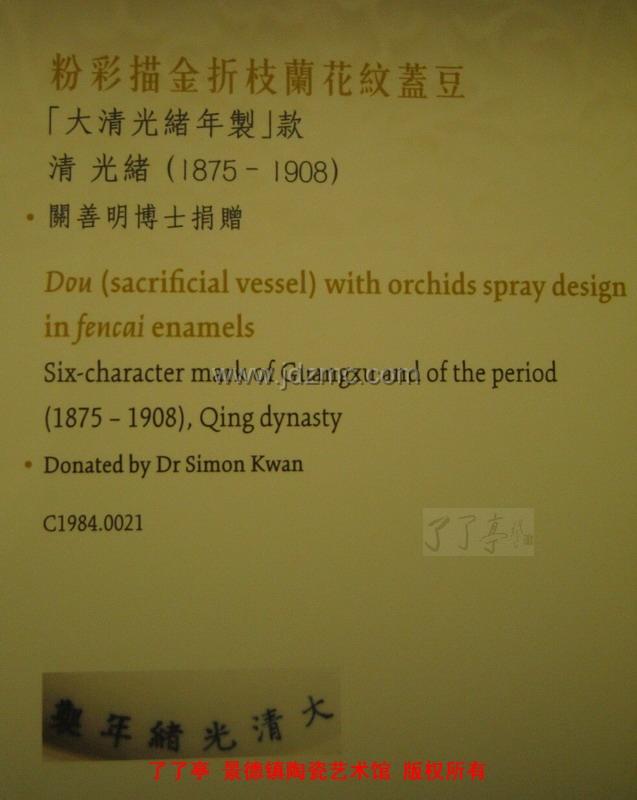 粉彩描金折枝蘭花紋蓋豆
「大清光緒年製」款
清 光緒 (1875 – 1908)
• 關善明博士捐贈
Dou (sacrificial vessel) with orchids spray design
in fencai enamels
Six-character mark of Guangxu and of the period
(1875 – 1908), Qing dynasty
• Donated by Dr Simon Kwan
C1984.0021
了了亭
製年緒光清大
了了亭 景德镇陶瓷艺术馆 版权所有